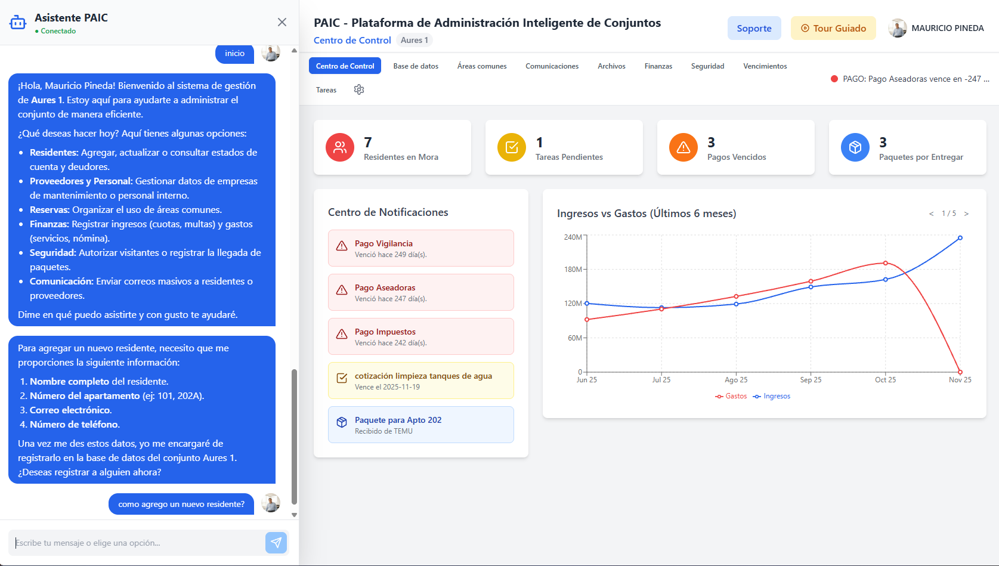 Asistente PAIC
● Conectado
inicio
¡Hola, Mauricio Pineda! Bienvenido al sistema de gestión
de Aures 1. Estoy aquí para ayudarte a administrar el
conjunto de manera eficiente.
¿Qué deseas hacer hoy? Aquí tienes algunas opciones:
• Residentes: Agregar, actualizar o consultar estados de
cuenta y deudores.
• Proveedores y Personal: Gestionar datos de empresas
de mantenimiento o personal interno.
• Reservas: Organizar el uso de áreas comunes.
• Finanzas: Registrar ingresos (cuotas, multas) y gastos
(servicios, nómina).
• Seguridad: Autorizar visitantes o registrar la llegada de
paquetes.
• Comunicación: Enviar correos masivos a residentes o
proveedores.
Dime en qué puedo asistirte y con gusto te ayudaré.
Para agregar un nuevo residente, necesito que me
proporciones la siguiente información:
1. Nombre completo del residente.
2. Número del apartamento (ej: 101, 202A).
3. Correo electrónico.
4. Número de teléfono.
Una vez me des estos datos, yo me encargaré de
registrarlo en la base de datos del conjunto Aures 1.
¿Deseas registrar a alguien ahora?
como agrego un nuevo residente?
Escribe tu mensaje o elige una opción...
PAIC - Plataforma de Administración Inteligente de Conjuntos
Centro de Control Aures 1
Soporte
Tour Guiado
MAURICIO PINEDA
Centro de Control Base de datos Áreas comunes Comunicaciones Archivos Finanzas Seguridad Vencimientos
Tareas
PAGO: Pago Aseadoras vence en -247 ...
7
Residentes en Mora
1
Tareas Pendientes
3
Pagos Vencidos
3
Paquetes por Entregar
Centro de Notificaciones
Pago Vigilancia
Venció hace 249 día(s).
Pago Aseadoras
Venció hace 247 día(s).
Pago Impuestos
Venció hace 242 día(s).
cotización limpieza tanques de agua
Vence el 2025-11-19
Paquete para Apto 202
Recibido de TEMU
Ingresos vs Gastos (Últimos 6 meses)
< 1 / 5 >
240M
180M
120M
60M
0
Jun 25 Jul 25 Ago 25 Sep 25 Oct 25 Nov 25
Gastos Ingresos